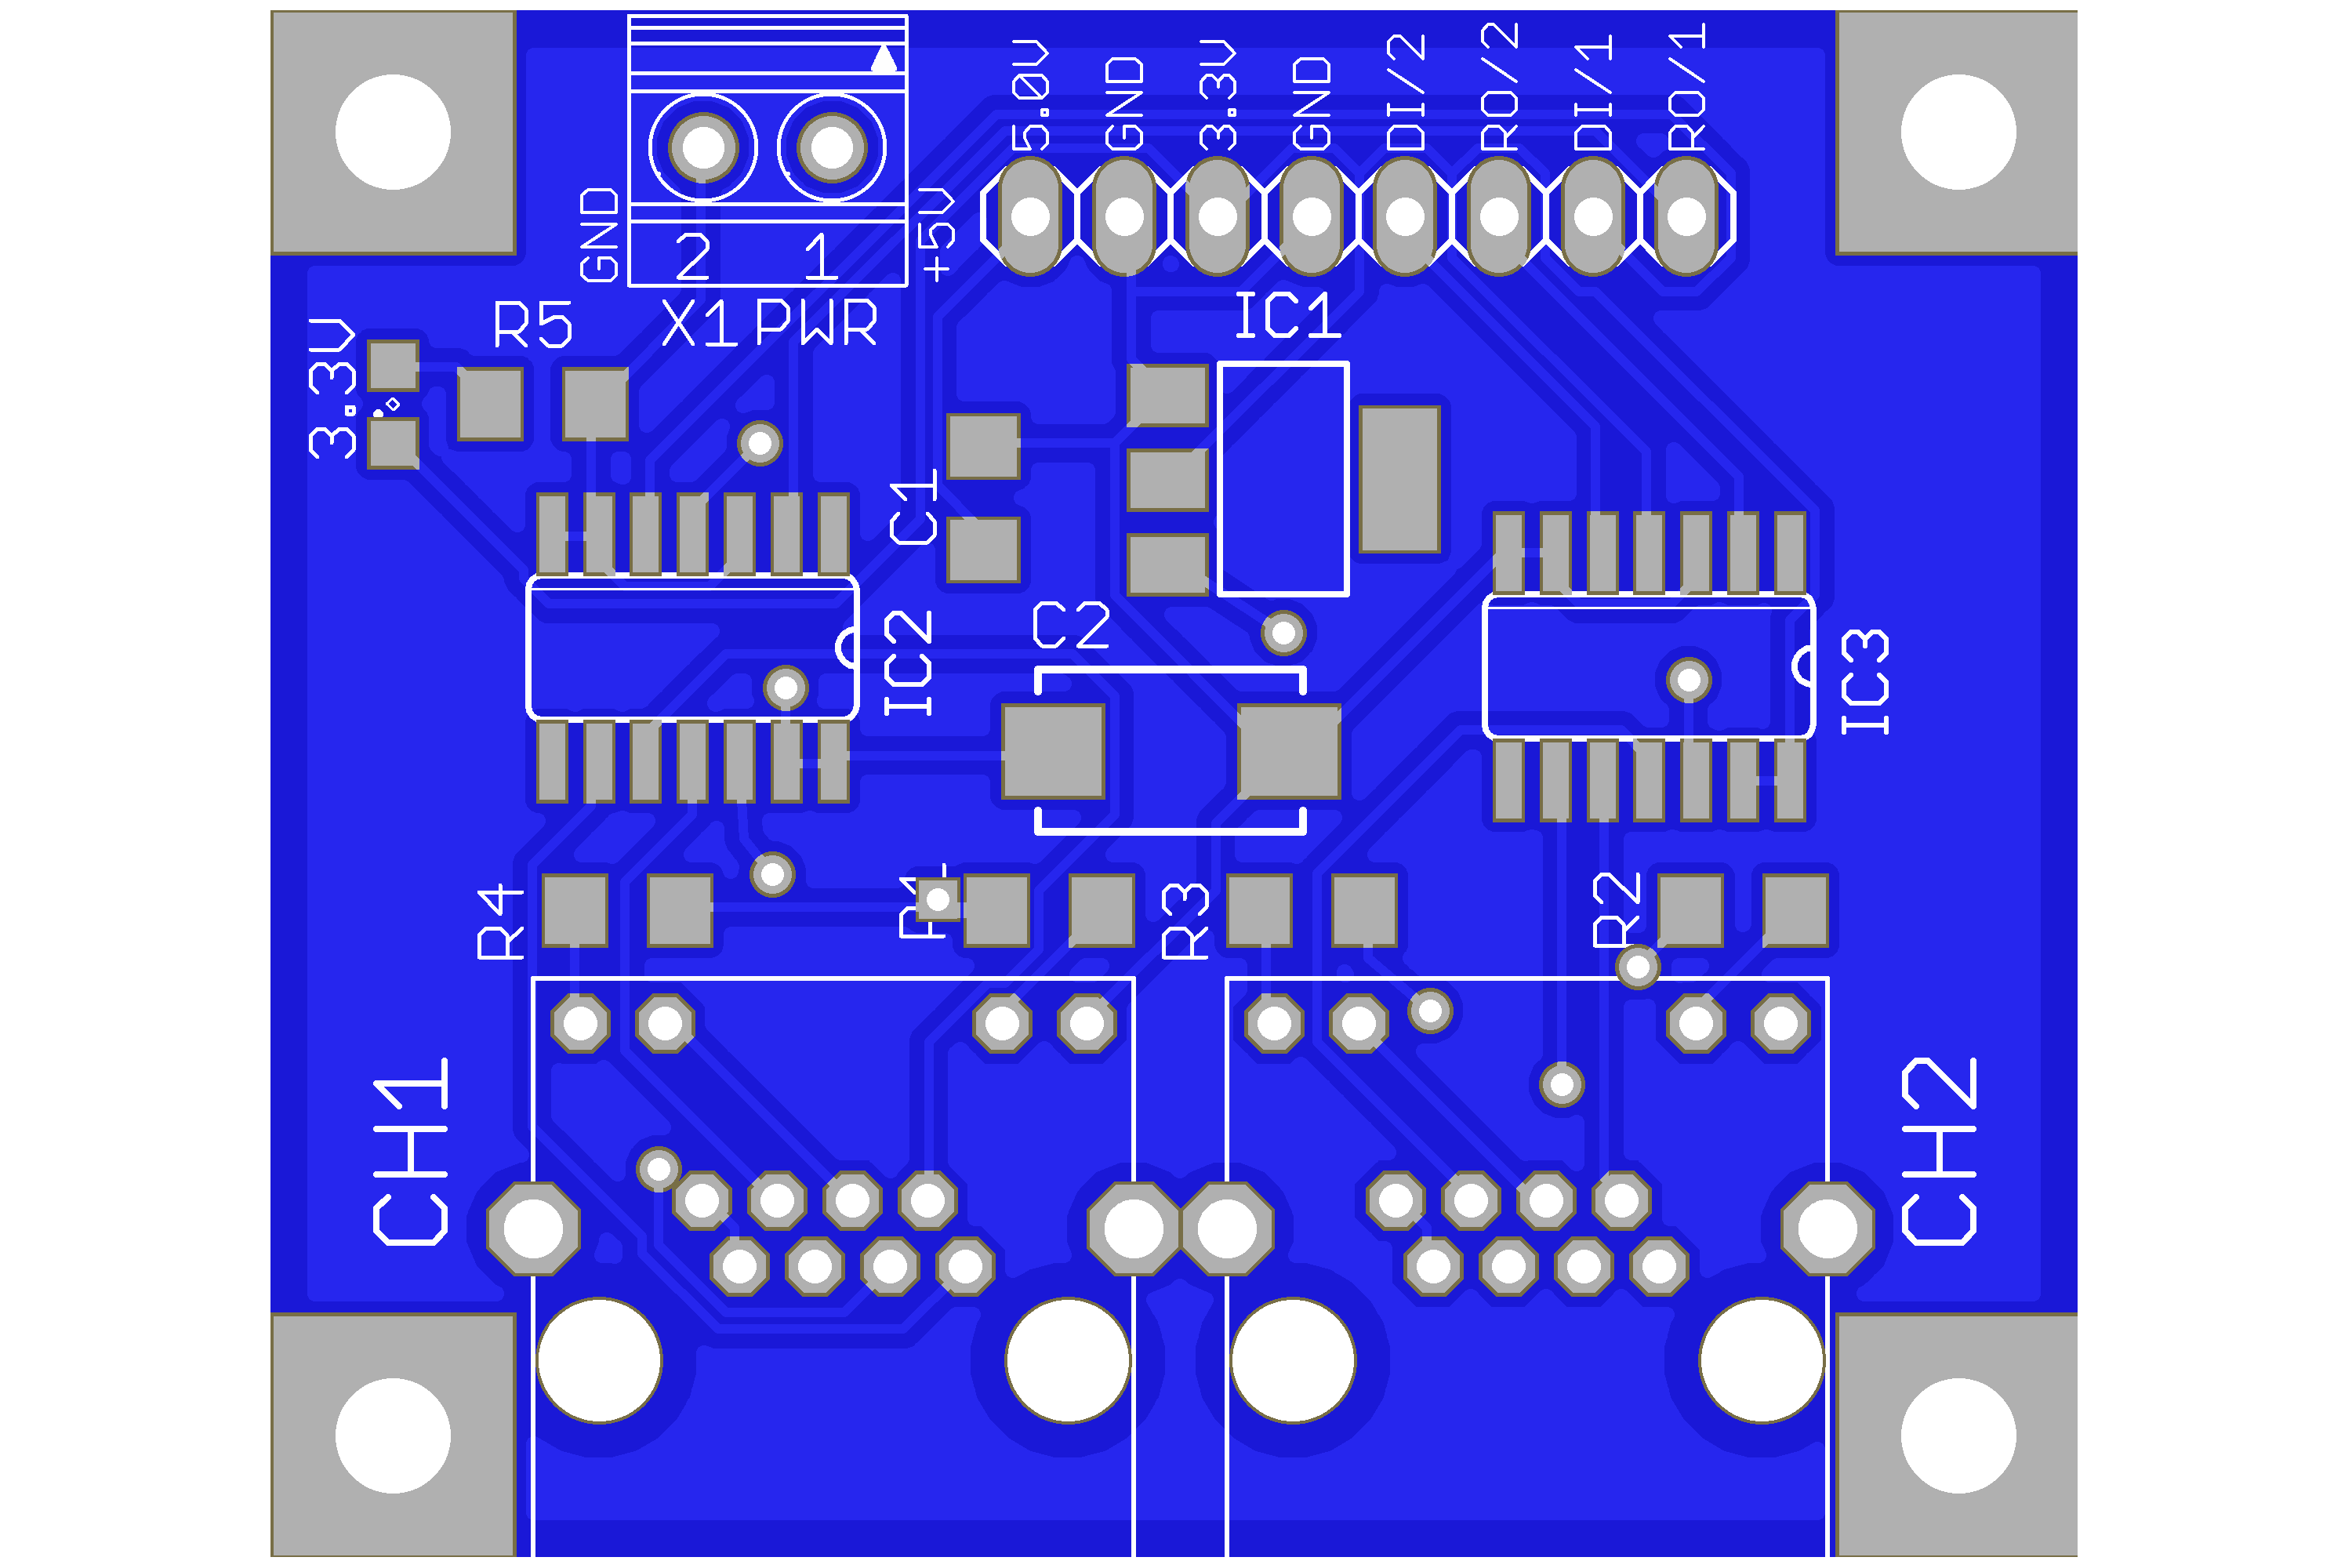 5.0V
GND
3.3V
GND
DI/2
RO/2
DI/1
RO/1
GND
2
1
+5V
X1
PWR
R5
3.3V
IC1
C1
IC2
C2
IC3
R4
R1
R3
R2
CH1
CH2